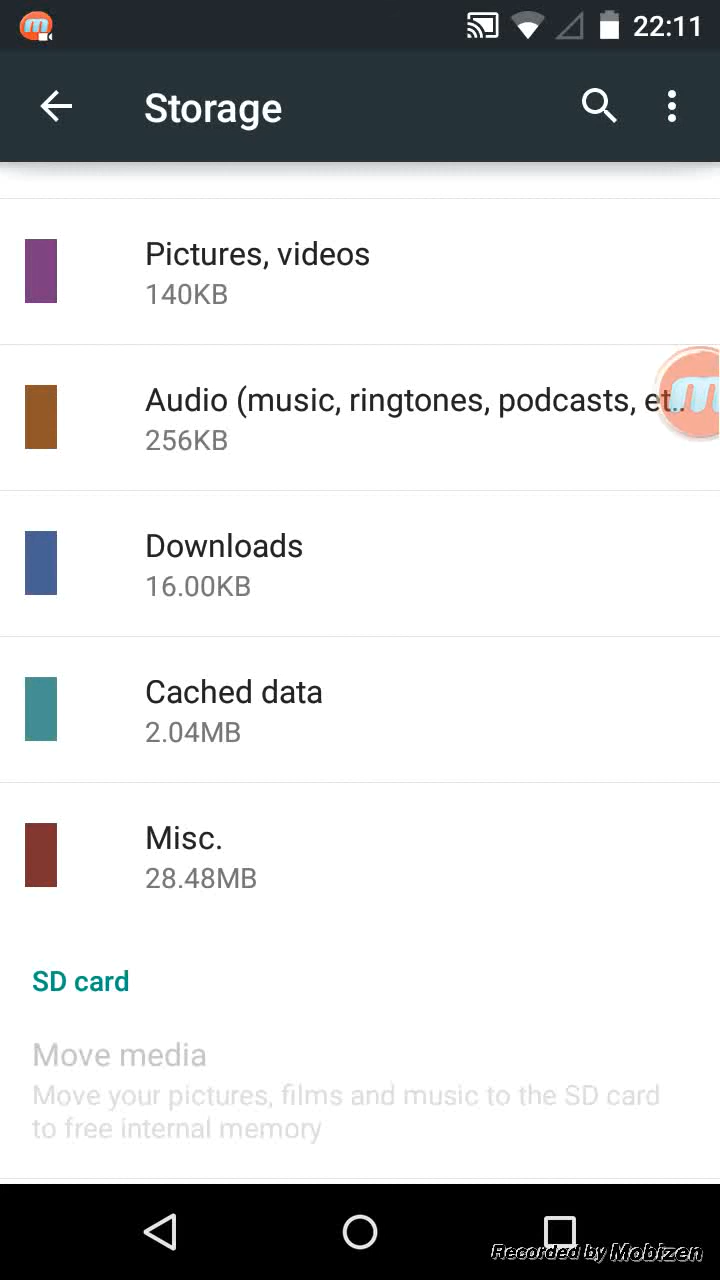 22:11
Storage
Pictures, videos
140KB
Audio (music, ringtones, podcasts, et..
256KB
Downloads
16.00KB
Cached data
2.04MB
Misc.
28.48MB
SD card
Move media
Move your pictures, films and music to the SD card
to free internal memory
Recorded by Mobizen